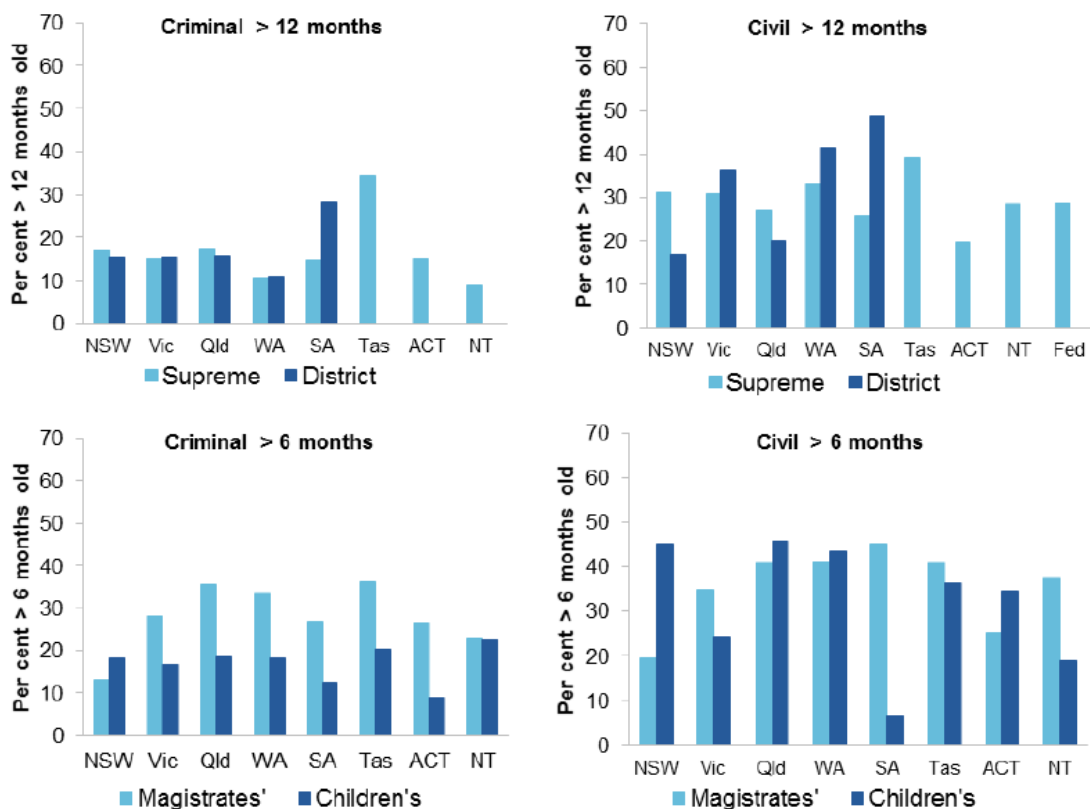 Criminal > 12 months
Per cent > 12 months old
70
60
50
40
30
20
10
0
NSW Vic Qld WA SA Tas ACT NT
Supreme District
Civil > 12 months
Per cent > 12 months old
70
60
50
40
30
20
10
0
NSW Vic Qld WA SA Tas ACT NT Fed
Supreme District
Criminal > 6 months
Per cent > 6 months old
70
60
50
40
30
20
10
0
NSW Vic Qld WA SA Tas ACT NT
Magistrates' Children's
Civil > 6 months
Per cent > 6 months old
70
60
50
40
30
20
10
0
NSW Vic Qld WA SA Tas ACT NT
Magistrates' Children's